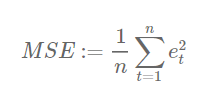 MSE := \frac{1}{n} \sum_{t=1}^{n} e_t^2